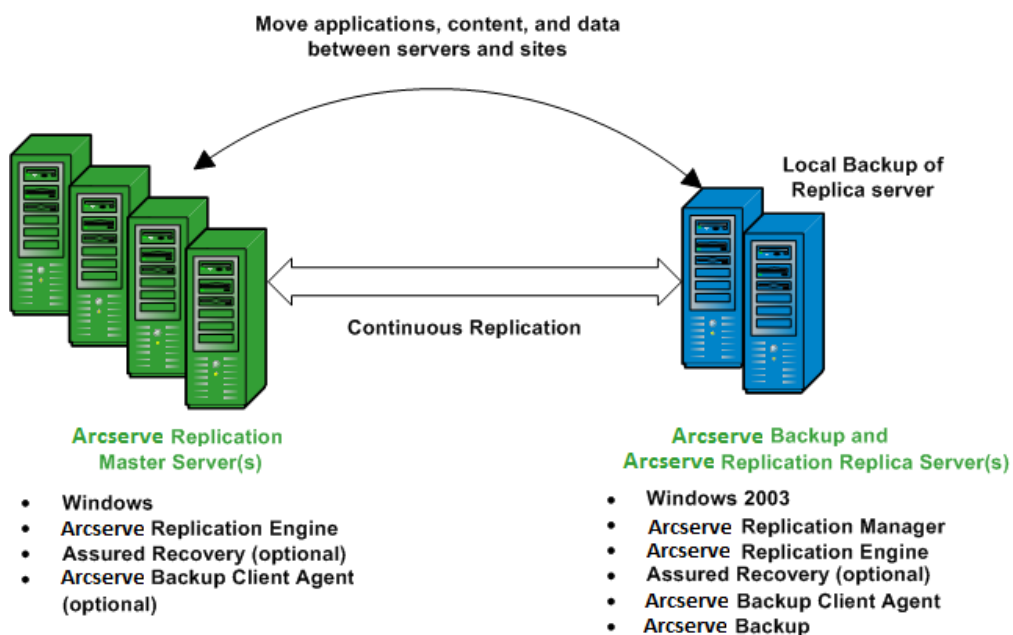 Move applications, content, and data
between servers and sites
Local Backup of
Replica server
Continuous Replication
Arcserve Replication
Master Server(s)
• Windows
• Arcserve Replication Engine
• Assured Recovery (optional)
• Arcserve Backup Client Agent
(optional)
Arcserve Backup and
Arcserve Replication Replica Server(s)
• Windows 2003
• Arcserve Replication Manager
• Arcserve Replication Engine
• Assured Recovery (optional)
• Arcserve Backup Client Agent
• Arcserve Backup